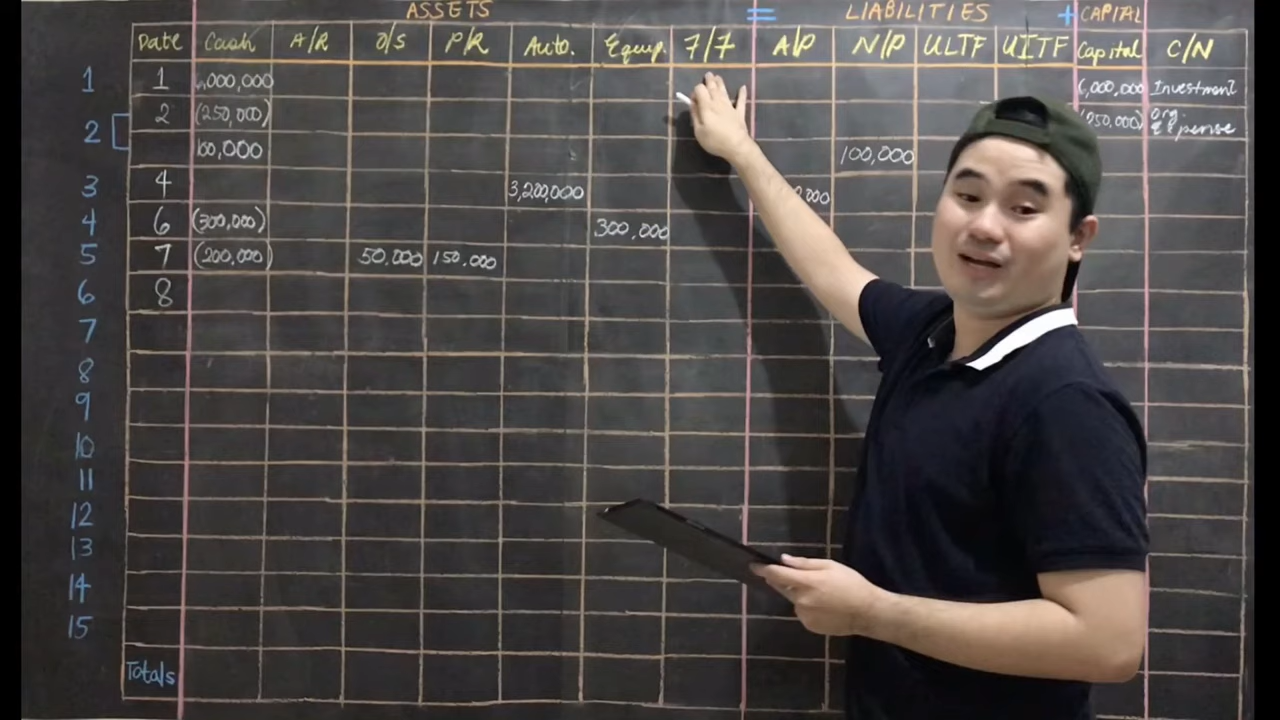 ASSETS = LIABILITIES + CAPITAL
Date Cash A/R O/S P/R Auto. Equip. 7/7 A/P N/P ULTF UITF Capital C/N
1 1 ,000,000 ,000,000 Investment
2 2 (250,000) (250,000) Org. Expense
100,000 100,000
3 4 3,200,000 ,000
4 6 (300,000) 300,000
5 7 (200,000) 50,000 150,000
6 8
7
8
9
10
11
12
13
14
15
Totals